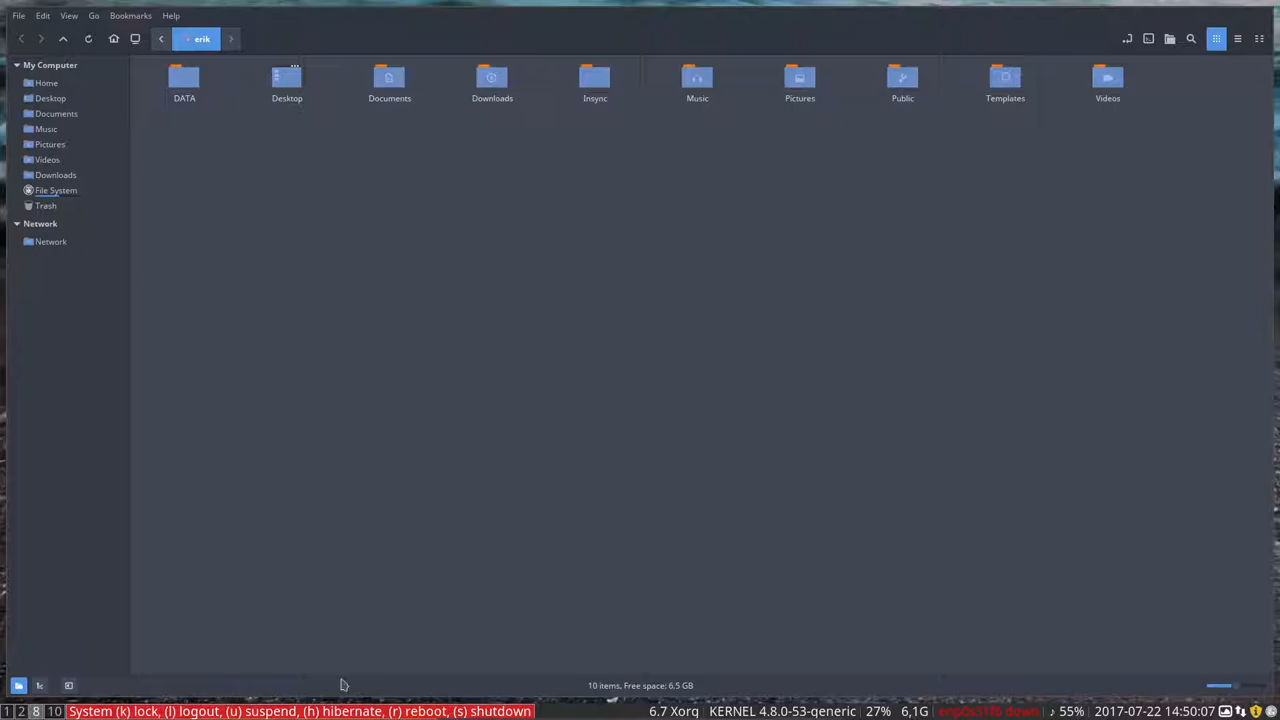 File Edit View Go Bookmarks Help
erik
My Computer
Home
Desktop
Documents
Music
Pictures
Videos
Downloads
File System
Trash
Network
Network
DATA Desktop Documents Downloads Insync Music Pictures Public Templates Videos
10 items, Free space: 6.5 GB
1 2 8 10 System (k) lock, (l) logout, (u) suspend, (h) hibernate, (r) reboot, (s) shutdown 6.7 Xorg KERNEL 4.8.0-53-generic 27% 6,1G enp0s31f6 down ♪ 55% 2017-07-22 14:50:07